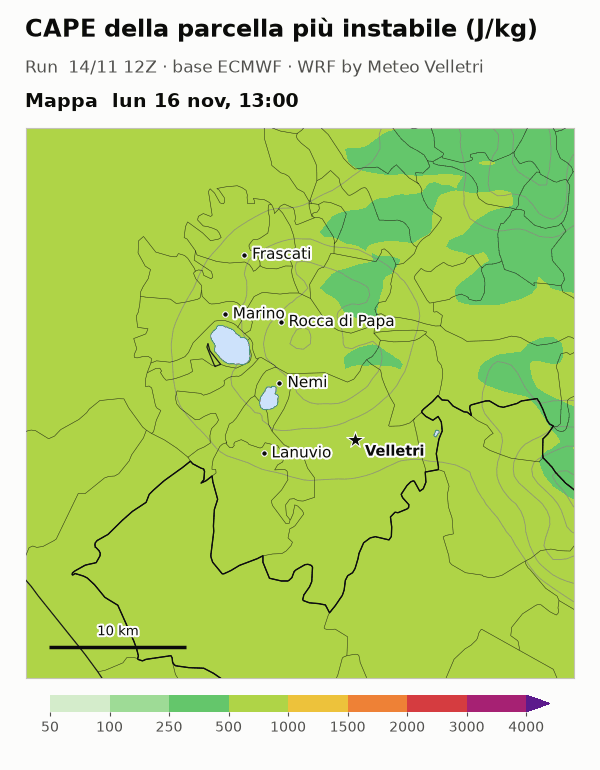 CAPE della parcella più instabile (J/kg)
Run 14/11 12Z · base ECMWF · WRF by Meteo Velletri
Mappa lun 16 nov, 13:00
Frascati
Marino
Rocca di Papa
Nemi
Velletri
Lanuvio
10 km
50 100 250 500 1000 1500 2000 3000 4000